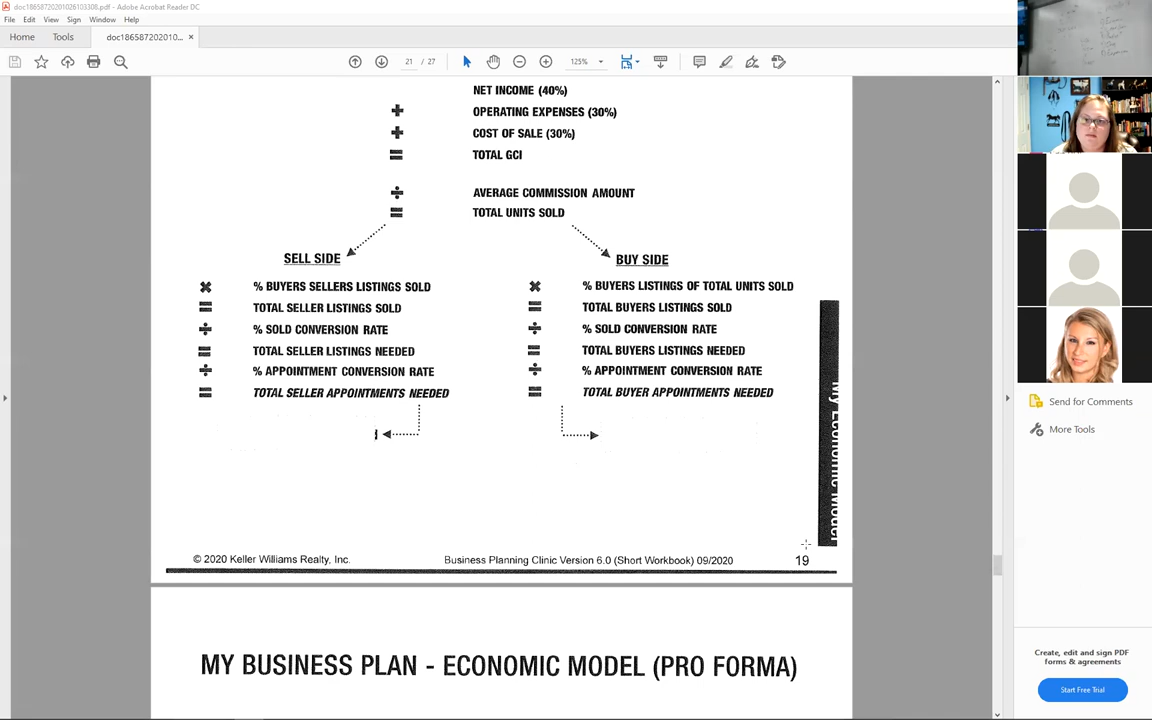 doc18658720201026103308.pdf - Adobe Acrobat Reader DC
File Edit View Sign Window Help
Home Tools doc186587202010... ×
21 / 27 125%
NET INCOME (40%)
+ OPERATING EXPENSES (30%)
+ COST OF SALE (30%)
= TOTAL GCI
÷ AVERAGE COMMISSION AMOUNT
= TOTAL UNITS SOLD
SELL SIDE
× % BUYERS SELLERS LISTINGS SOLD
= TOTAL SELLER LISTINGS SOLD
÷ % SOLD CONVERSION RATE
= TOTAL SELLER LISTINGS NEEDED
÷ % APPOINTMENT CONVERSION RATE
= TOTAL SELLER APPOINTMENTS NEEDED
BUY SIDE
× % BUYERS LISTINGS OF TOTAL UNITS SOLD
= TOTAL BUYERS LISTINGS SOLD
÷ % SOLD CONVERSION RATE
= TOTAL BUYERS LISTINGS NEEDED
÷ % APPOINTMENT CONVERSION RATE
= TOTAL BUYER APPOINTMENTS NEEDED
My Economic Model
© 2020 Keller Williams Realty, Inc. Business Planning Clinic Version 6.0 (Short Workbook) 09/2020 19
MY BUSINESS PLAN - ECONOMIC MODEL (PRO FORMA)
Send for Comments
More Tools
Create, edit and sign PDF
forms & agreements
Start Free Trial